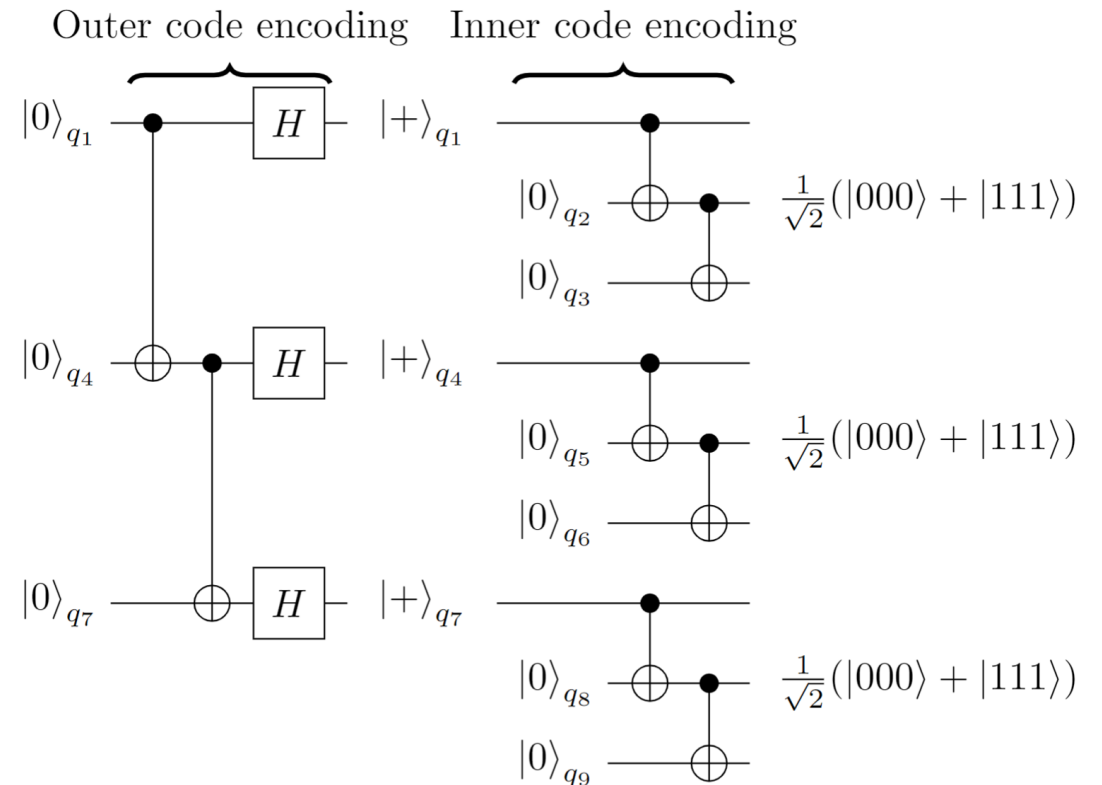 Outer code encoding Inner code encoding
|0⟩q₁ H |+⟩q₁
|0⟩q₂ 1/√2(|000⟩ + |111⟩)
|0⟩q₃
|0⟩q₄ H |+⟩q₄
|0⟩q₅ 1/√2(|000⟩ + |111⟩)
|0⟩q₆
|0⟩q₇ H |+⟩q₇
|0⟩q₈ 1/√2(|000⟩ + |111⟩)
|0⟩q₉